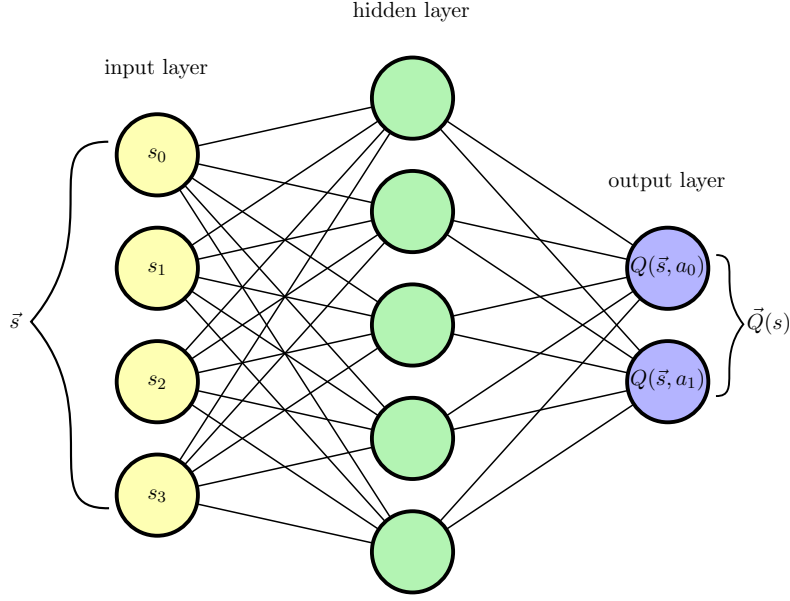 hidden layer
input layer
output layer
s₀
s₁
s₂
s₃
s⃗
Q(s⃗, a₀)
Q(s⃗, a₁)
Q⃗(s)